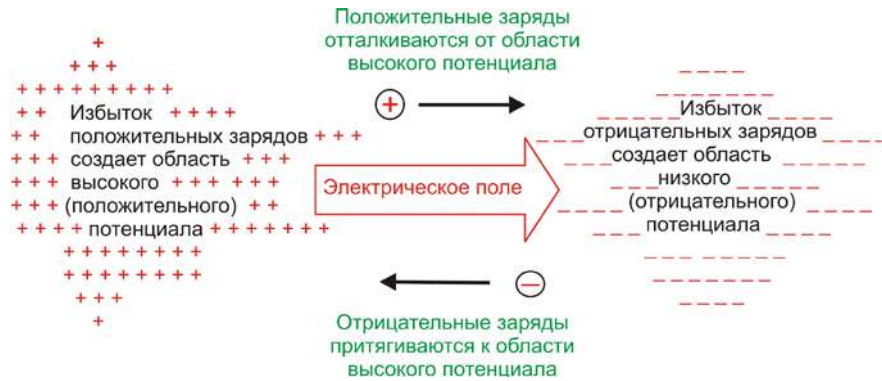 Положительные заряды
отталкиваются от области
высокого потенциала
Избыток
положительных зарядов
создает область
высокого
(положительного)
потенциала
Электрическое поле
Избыток
отрицательных зарядов
создает область
низкого
(отрицательного)
потенциала
Отрицательные заряды
притягиваются к области
высокого потенциала